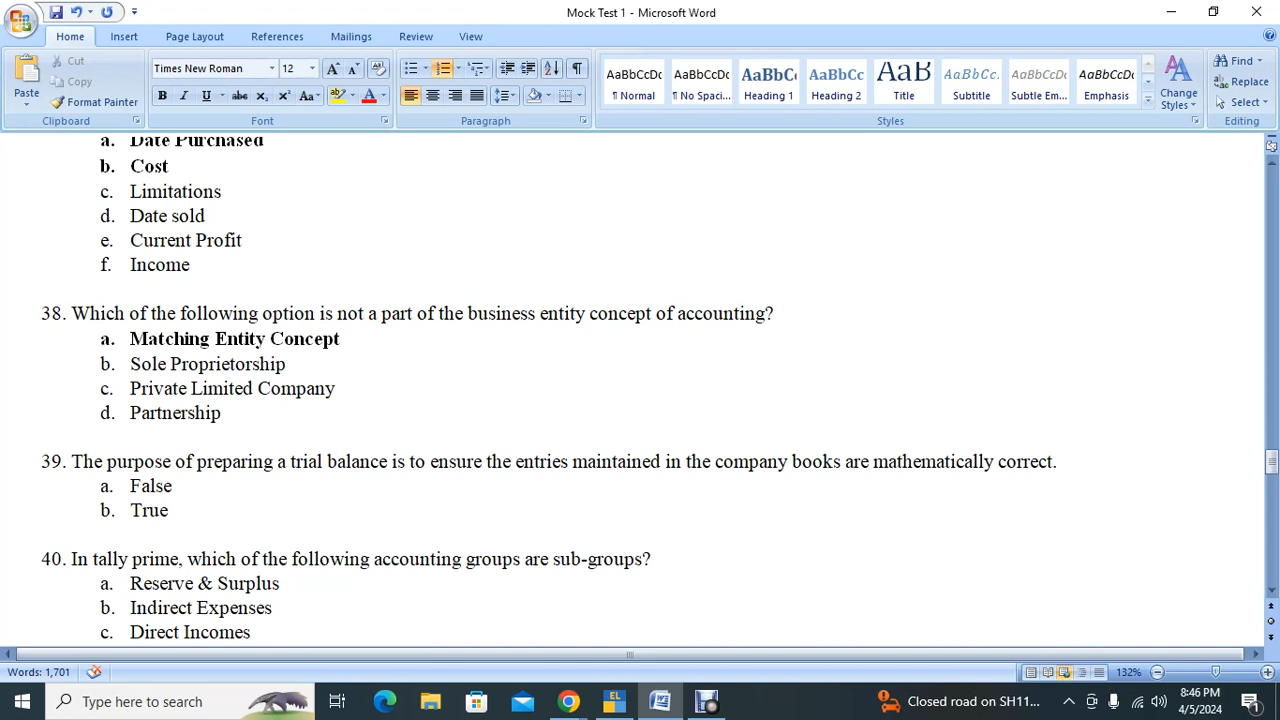 Mock Test 1 - Microsoft Word
Home Insert Page Layout References Mailings Review View
Paste
Cut
Copy
Format Painter
Clipboard
Times New Roman 12
Font
Paragraph
AaBbCcDc AaBbCcDc AaBbC AaBbCc AaB AaBbCc. AaBbCcDc AaBbCcDc
¶ Normal ¶ No Spaci... Heading 1 Heading 2 Title Subtitle Subtle Em... Emphasis
Styles
Change Styles
Find
Replace
Select
Editing
a. Date Purchased
b. Cost
c. Limitations
d. Date sold
e. Current Profit
f. Income
38. Which of the following option is not a part of the business entity concept of accounting?
a. Matching Entity Concept
b. Sole Proprietorship
c. Private Limited Company
d. Partnership
39. The purpose of preparing a trial balance is to ensure the entries maintained in the company books are mathematically correct.
a. False
b. True
40. In tally prime, which of the following accounting groups are sub-groups?
a. Reserve & Surplus
b. Indirect Expenses
c. Direct Incomes
Words: 1,701
132%
Type here to search
EL
Closed road on SH11...
8:46 PM
4/5/2024
1